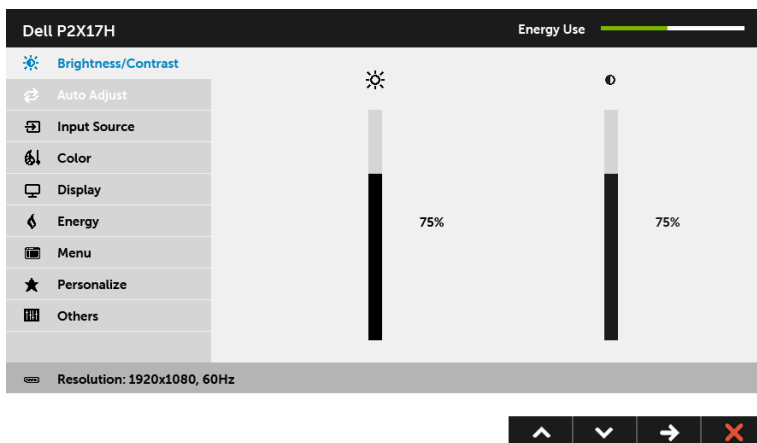 Dell P2X17H
Energy Use
Brightness/Contrast
Auto Adjust
Input Source
Color
Display
Energy
Menu
Personalize
Others
75%
75%
Resolution: 1920x1080, 60Hz